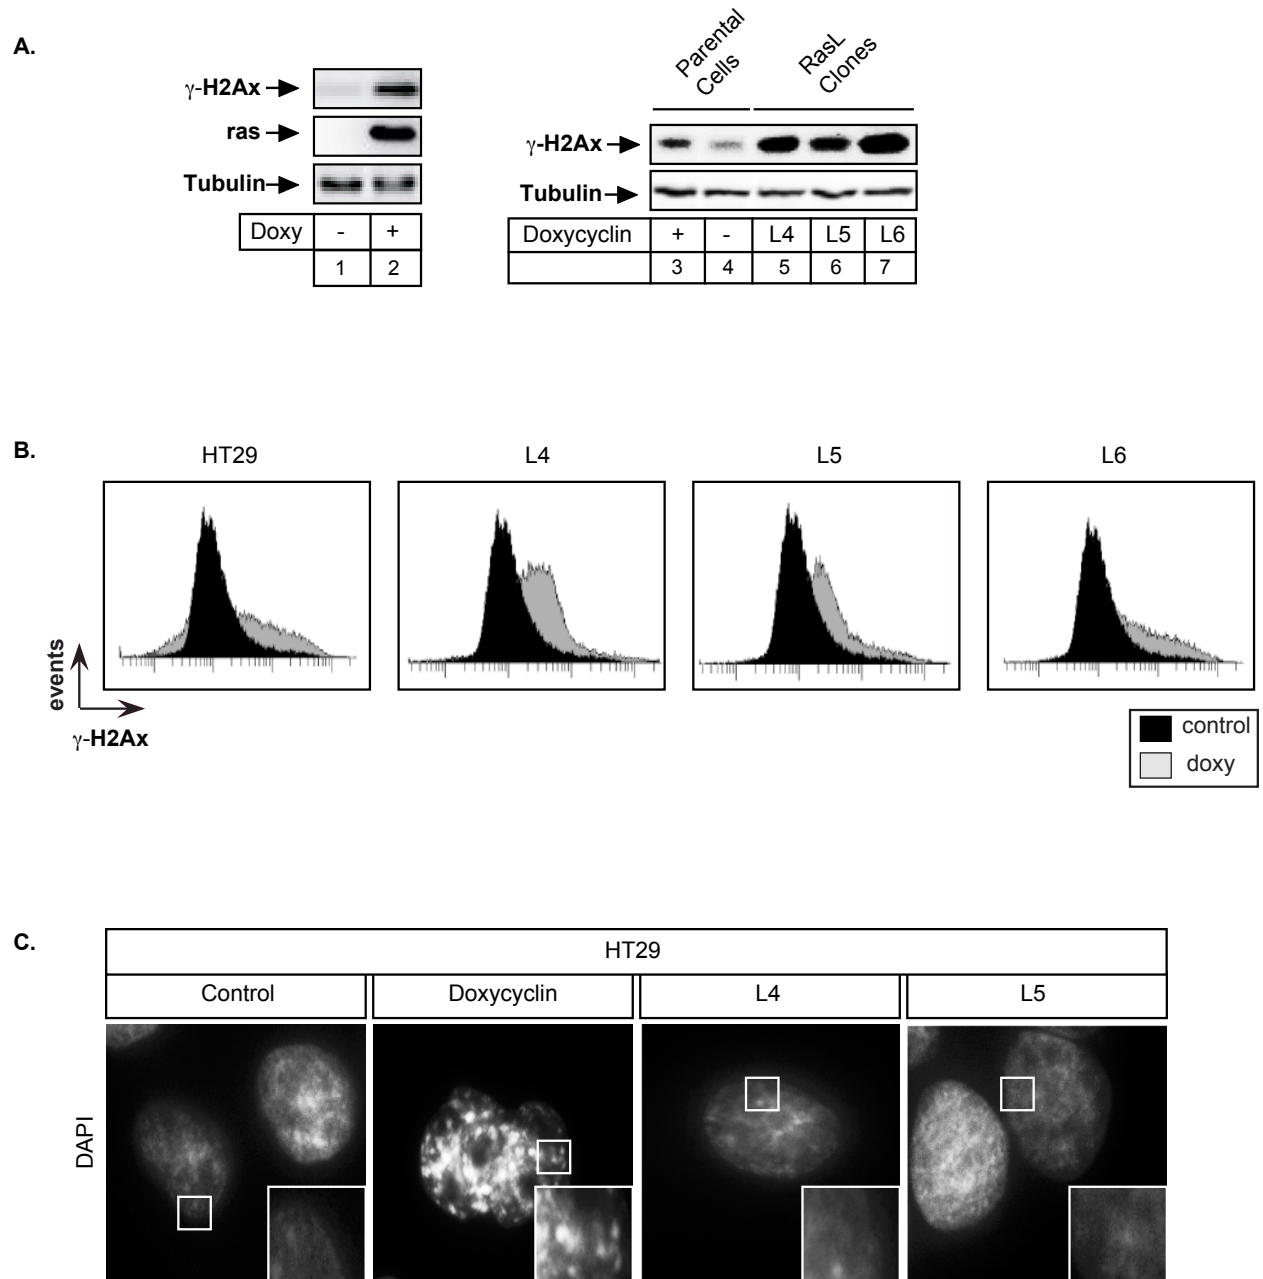 A.
γ-H2Ax
ras
Tubulin
Doxy - +
1 2
Parental
Cells
RasL
Clones
γ-H2Ax
Tubulin
Doxycyclin + - L4 L5 L6
3 4 5 6 7
B.
HT29 L4 L5 L6
events
γ-H2Ax
control
doxy
C.
HT29
Control Doxycyclin L4 L5
DAPI